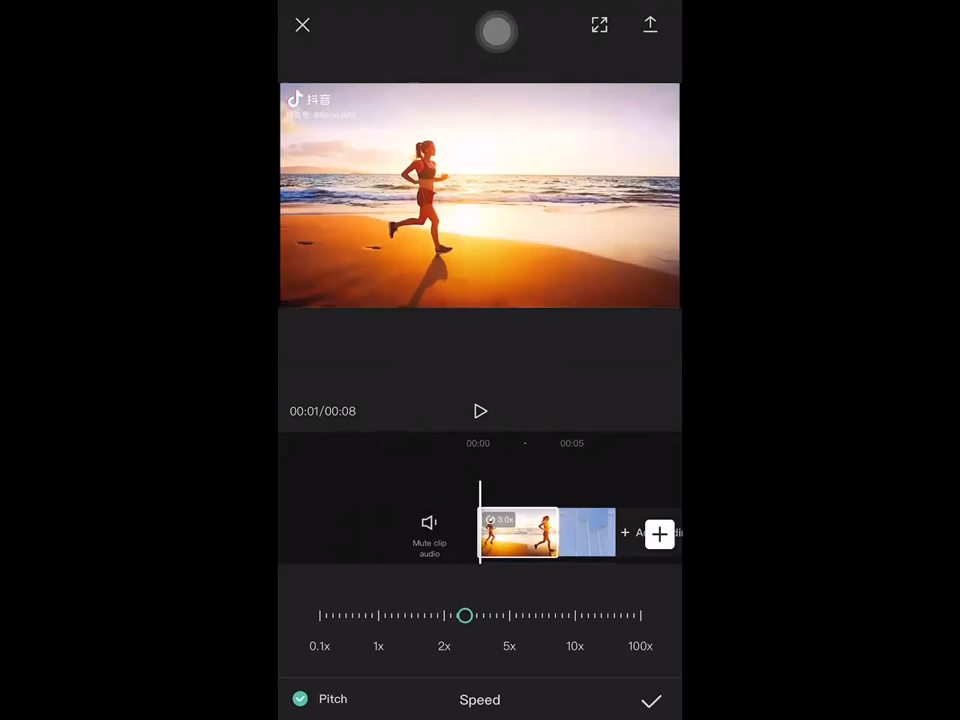 抖音
00:01/00:08
00:00
00:05
3.0x
Mute clip
audio
0.1x
1x
2x
5x
10x
100x
Pitch
Speed